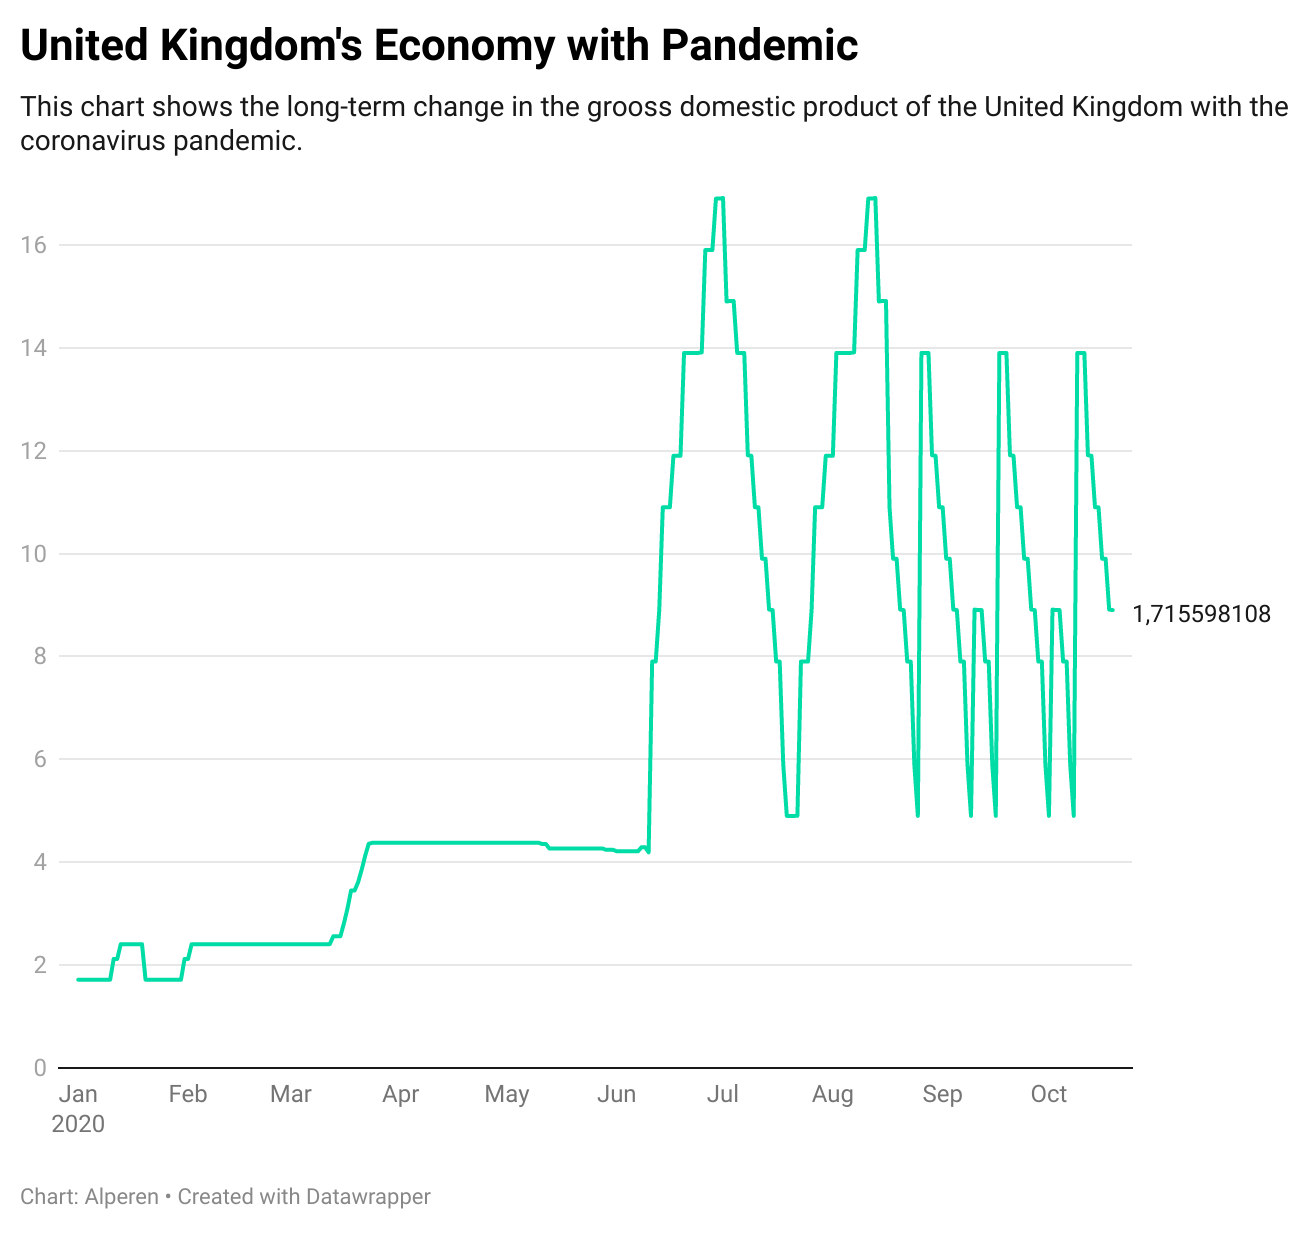 United Kingdom's Economy with Pandemic
This chart shows the long-term change in the grooss domestic product of the United Kingdom with the
coronavirus pandemic.
16
14
12
10
8
6
4
2
0
1,715598108
Jan Feb Mar Apr May Jun Jul Aug Sep Oct
2020
Chart: Alperen • Created with Datawrapper